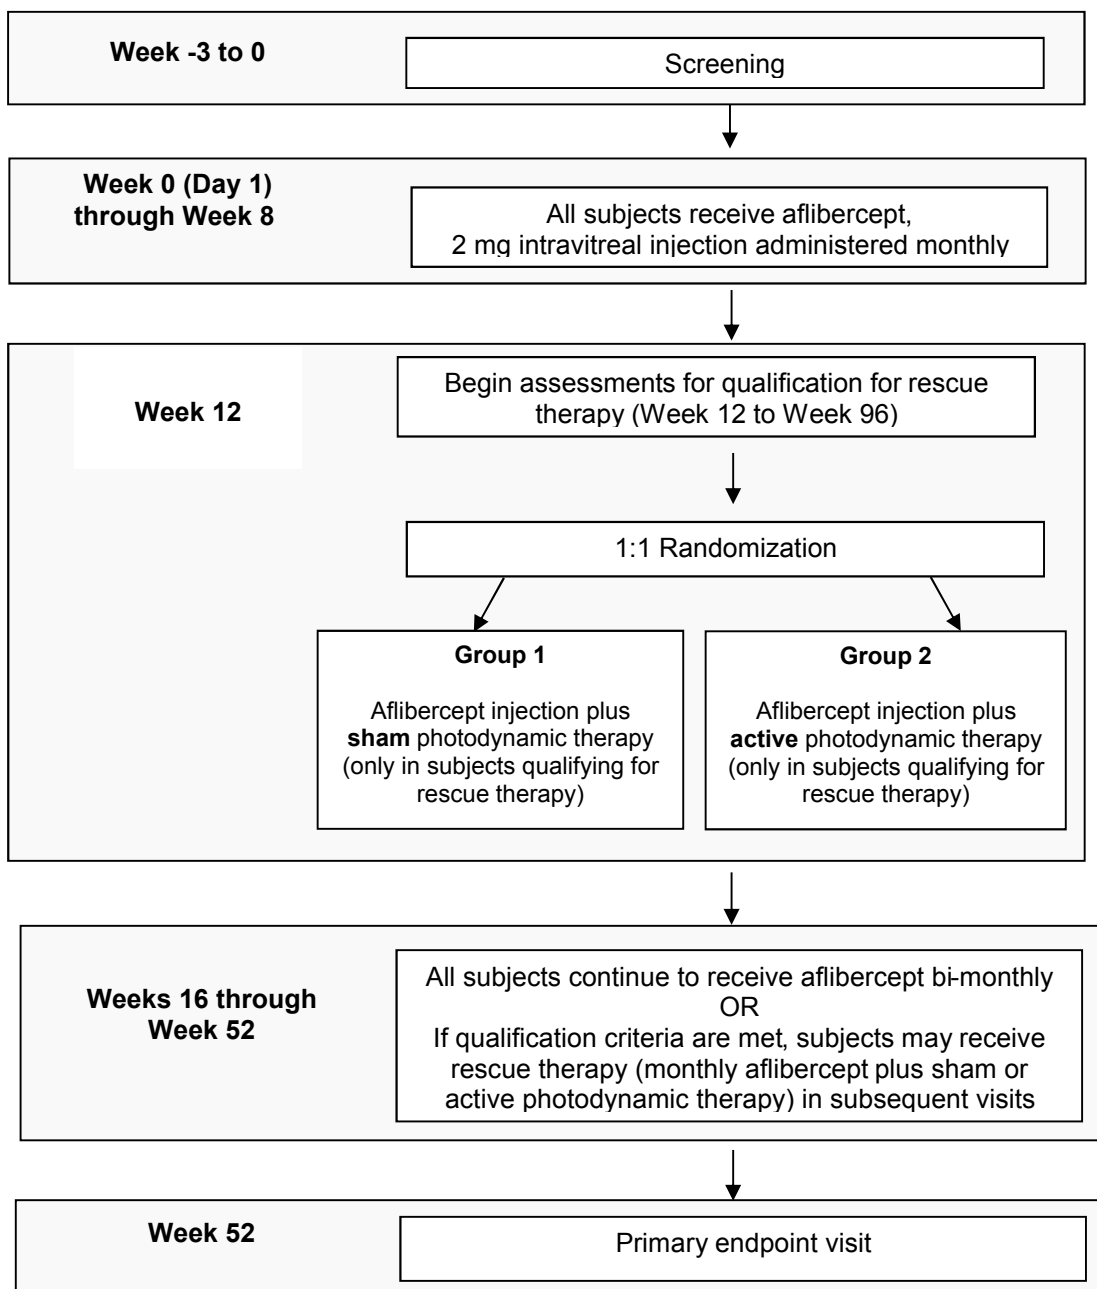 Week -3 to 0
Screening
Week 0 (Day 1)
through Week 8
All subjects receive aflibercept,
2 mg intravitreal injection administered monthly
Week 12
Begin assessments for qualification for rescue
therapy (Week 12 to Week 96)
1:1 Randomization
Group 1
Aflibercept injection plus
sham photodynamic therapy
(only in subjects qualifying for
rescue therapy)
Group 2
Aflibercept injection plus
active photodynamic therapy
(only in subjects qualifying for
rescue therapy)
Weeks 16 through
Week 52
All subjects continue to receive aflibercept bi-monthly
OR
If qualification criteria are met, subjects may receive
rescue therapy (monthly aflibercept plus sham or
active photodynamic therapy) in subsequent visits
Week 52
Primary endpoint visit